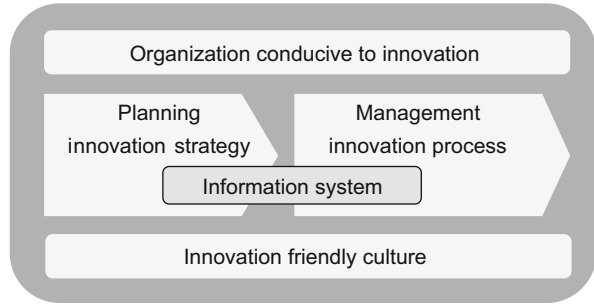 Organization conducive to innovation
Planning
innovation strategy
Management
innovation process
Information system
Innovation friendly culture